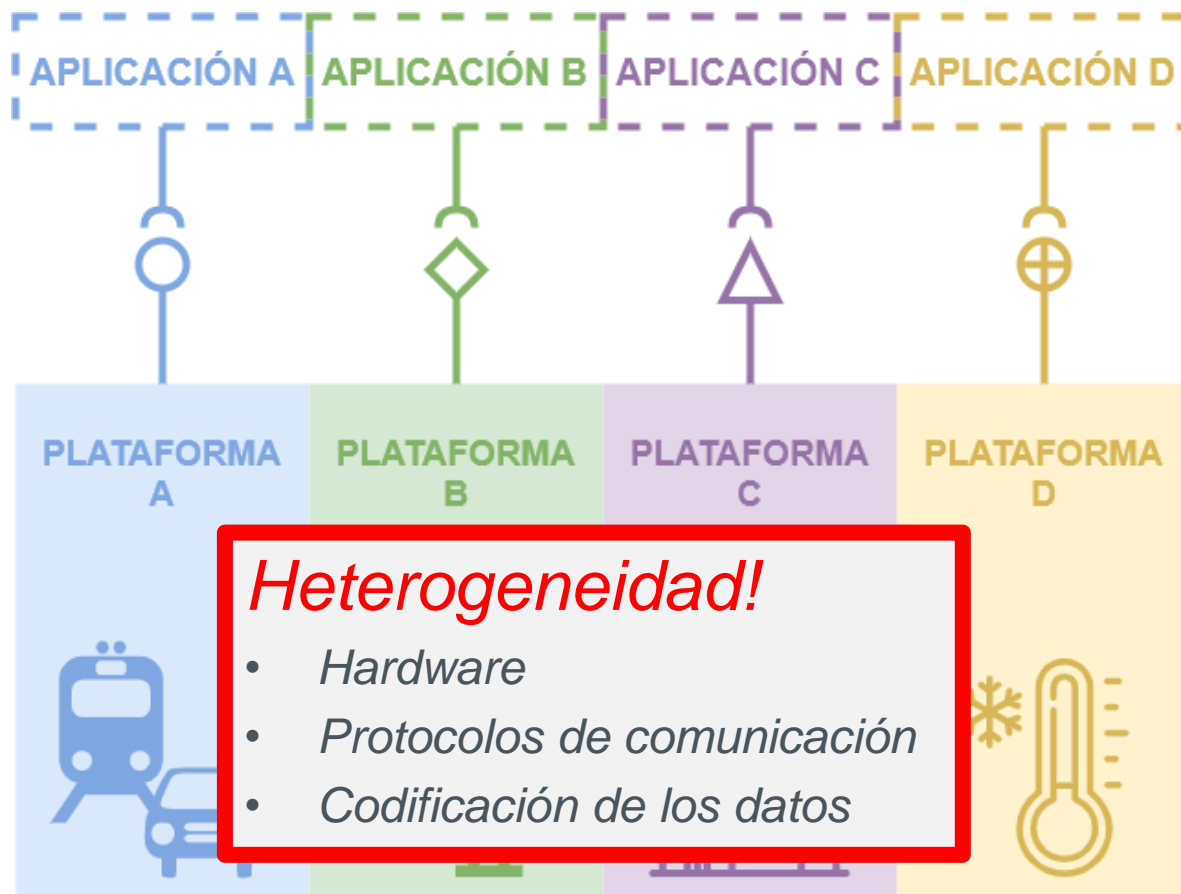 APLICACIÓN A APLICACIÓN B APLICACIÓN C APLICACIÓN D
PLATAFORMA PLATAFORMA PLATAFORMA PLATAFORMA
A B C D
Heterogeneidad!
• Hardware
• Protocolos de comunicación
• Codificación de los datos